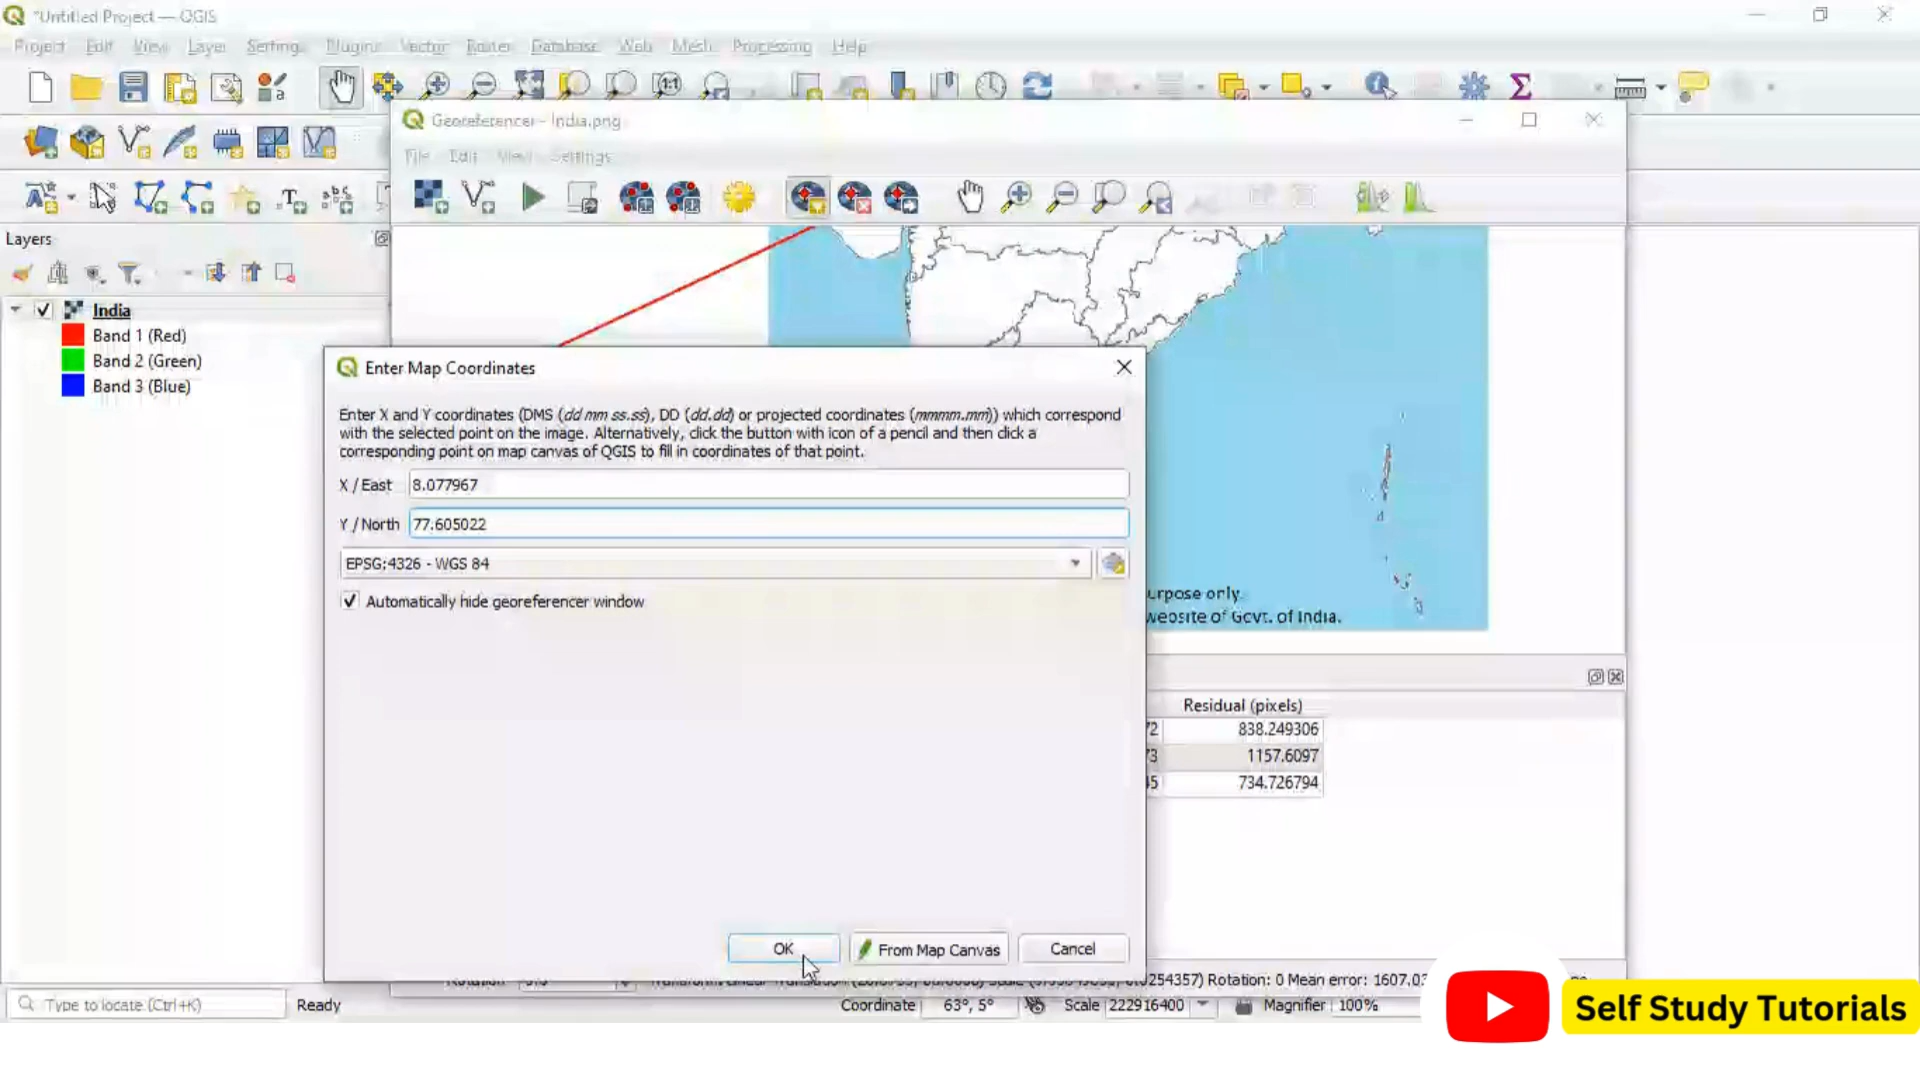 *Untitled Project — QGIS
Project Edit View Layer Settings Plugins Vector Raster Database Web Mesh Processing Help
Georeferencer - India.png
File Edit View Settings
Layers
India
Band 1 (Red)
Band 2 (Green)
Band 3 (Blue)
Enter Map Coordinates
Enter X and Y coordinates (DMS (dd mm ss.ss), DD (dd.dd) or projected coordinates (mmmm.mm)) which correspond
with the selected point on the image. Alternatively, click the button with icon of a pencil and then click a
corresponding point on map canvas of QGIS to fill in coordinates of that point.
X / East 8.077967
Y / North 77.605022
EPSG:4326 - WGS 84
Automatically hide georeferencer window
urpose only.
website of Govt. of India.
Residual (pixels)
72 838.249306
73 1157.6097
45 734.726794
OK From Map Canvas Cancel
Rotation: 0 Mean error: 1607.03
Type to locate (Ctrl+K) Ready Coordinate 63°, 5° Scale 222916400 Magnifier 100%
Self Study Tutorials